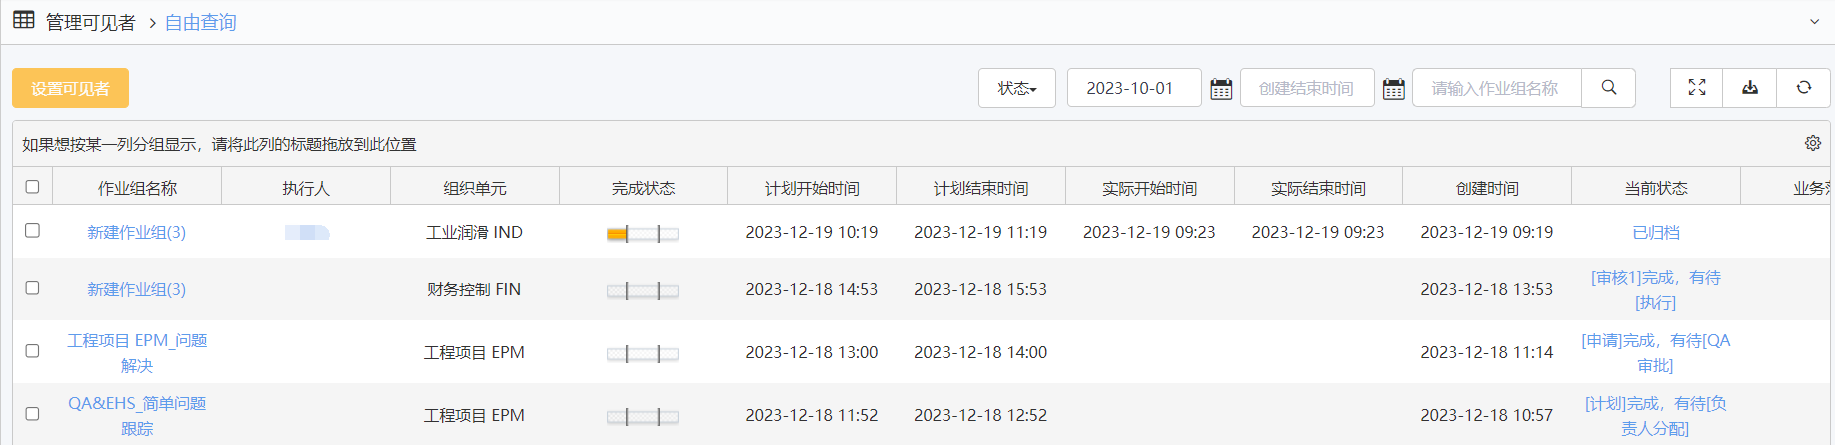 管理可见者 > 自由查询
设置可见者 状态 2023-10-01 创建结束时间 请输入作业组名称
如果想按某一列分组显示，请将此列的标题拖放到此位置
作业组名称 执行人 组织单元 完成状态 计划开始时间 计划结束时间 实际开始时间 实际结束时间 创建时间 当前状态 业务
新建作业组(3) 工业润滑 IND 2023-12-19 10:19 2023-12-19 11:19 2023-12-19 09:23 2023-12-19 09:23 2023-12-19 09:19 已归档
新建作业组(3) 财务控制 FIN 2023-12-18 14:53 2023-12-18 15:53 2023-12-18 13:53 [审核1]完成，有待
[执行]
工程项目 EPM_问题
解决 工程项目 EPM 2023-12-18 13:00 2023-12-18 14:00 2023-12-18 11:14 [申请]完成，有待[QA
审批]
QA&EHS_简单问题
跟踪 工程项目 EPM 2023-12-18 11:52 2023-12-18 12:52 2023-12-18 10:57 [计划]完成，有待[负
责人分配]